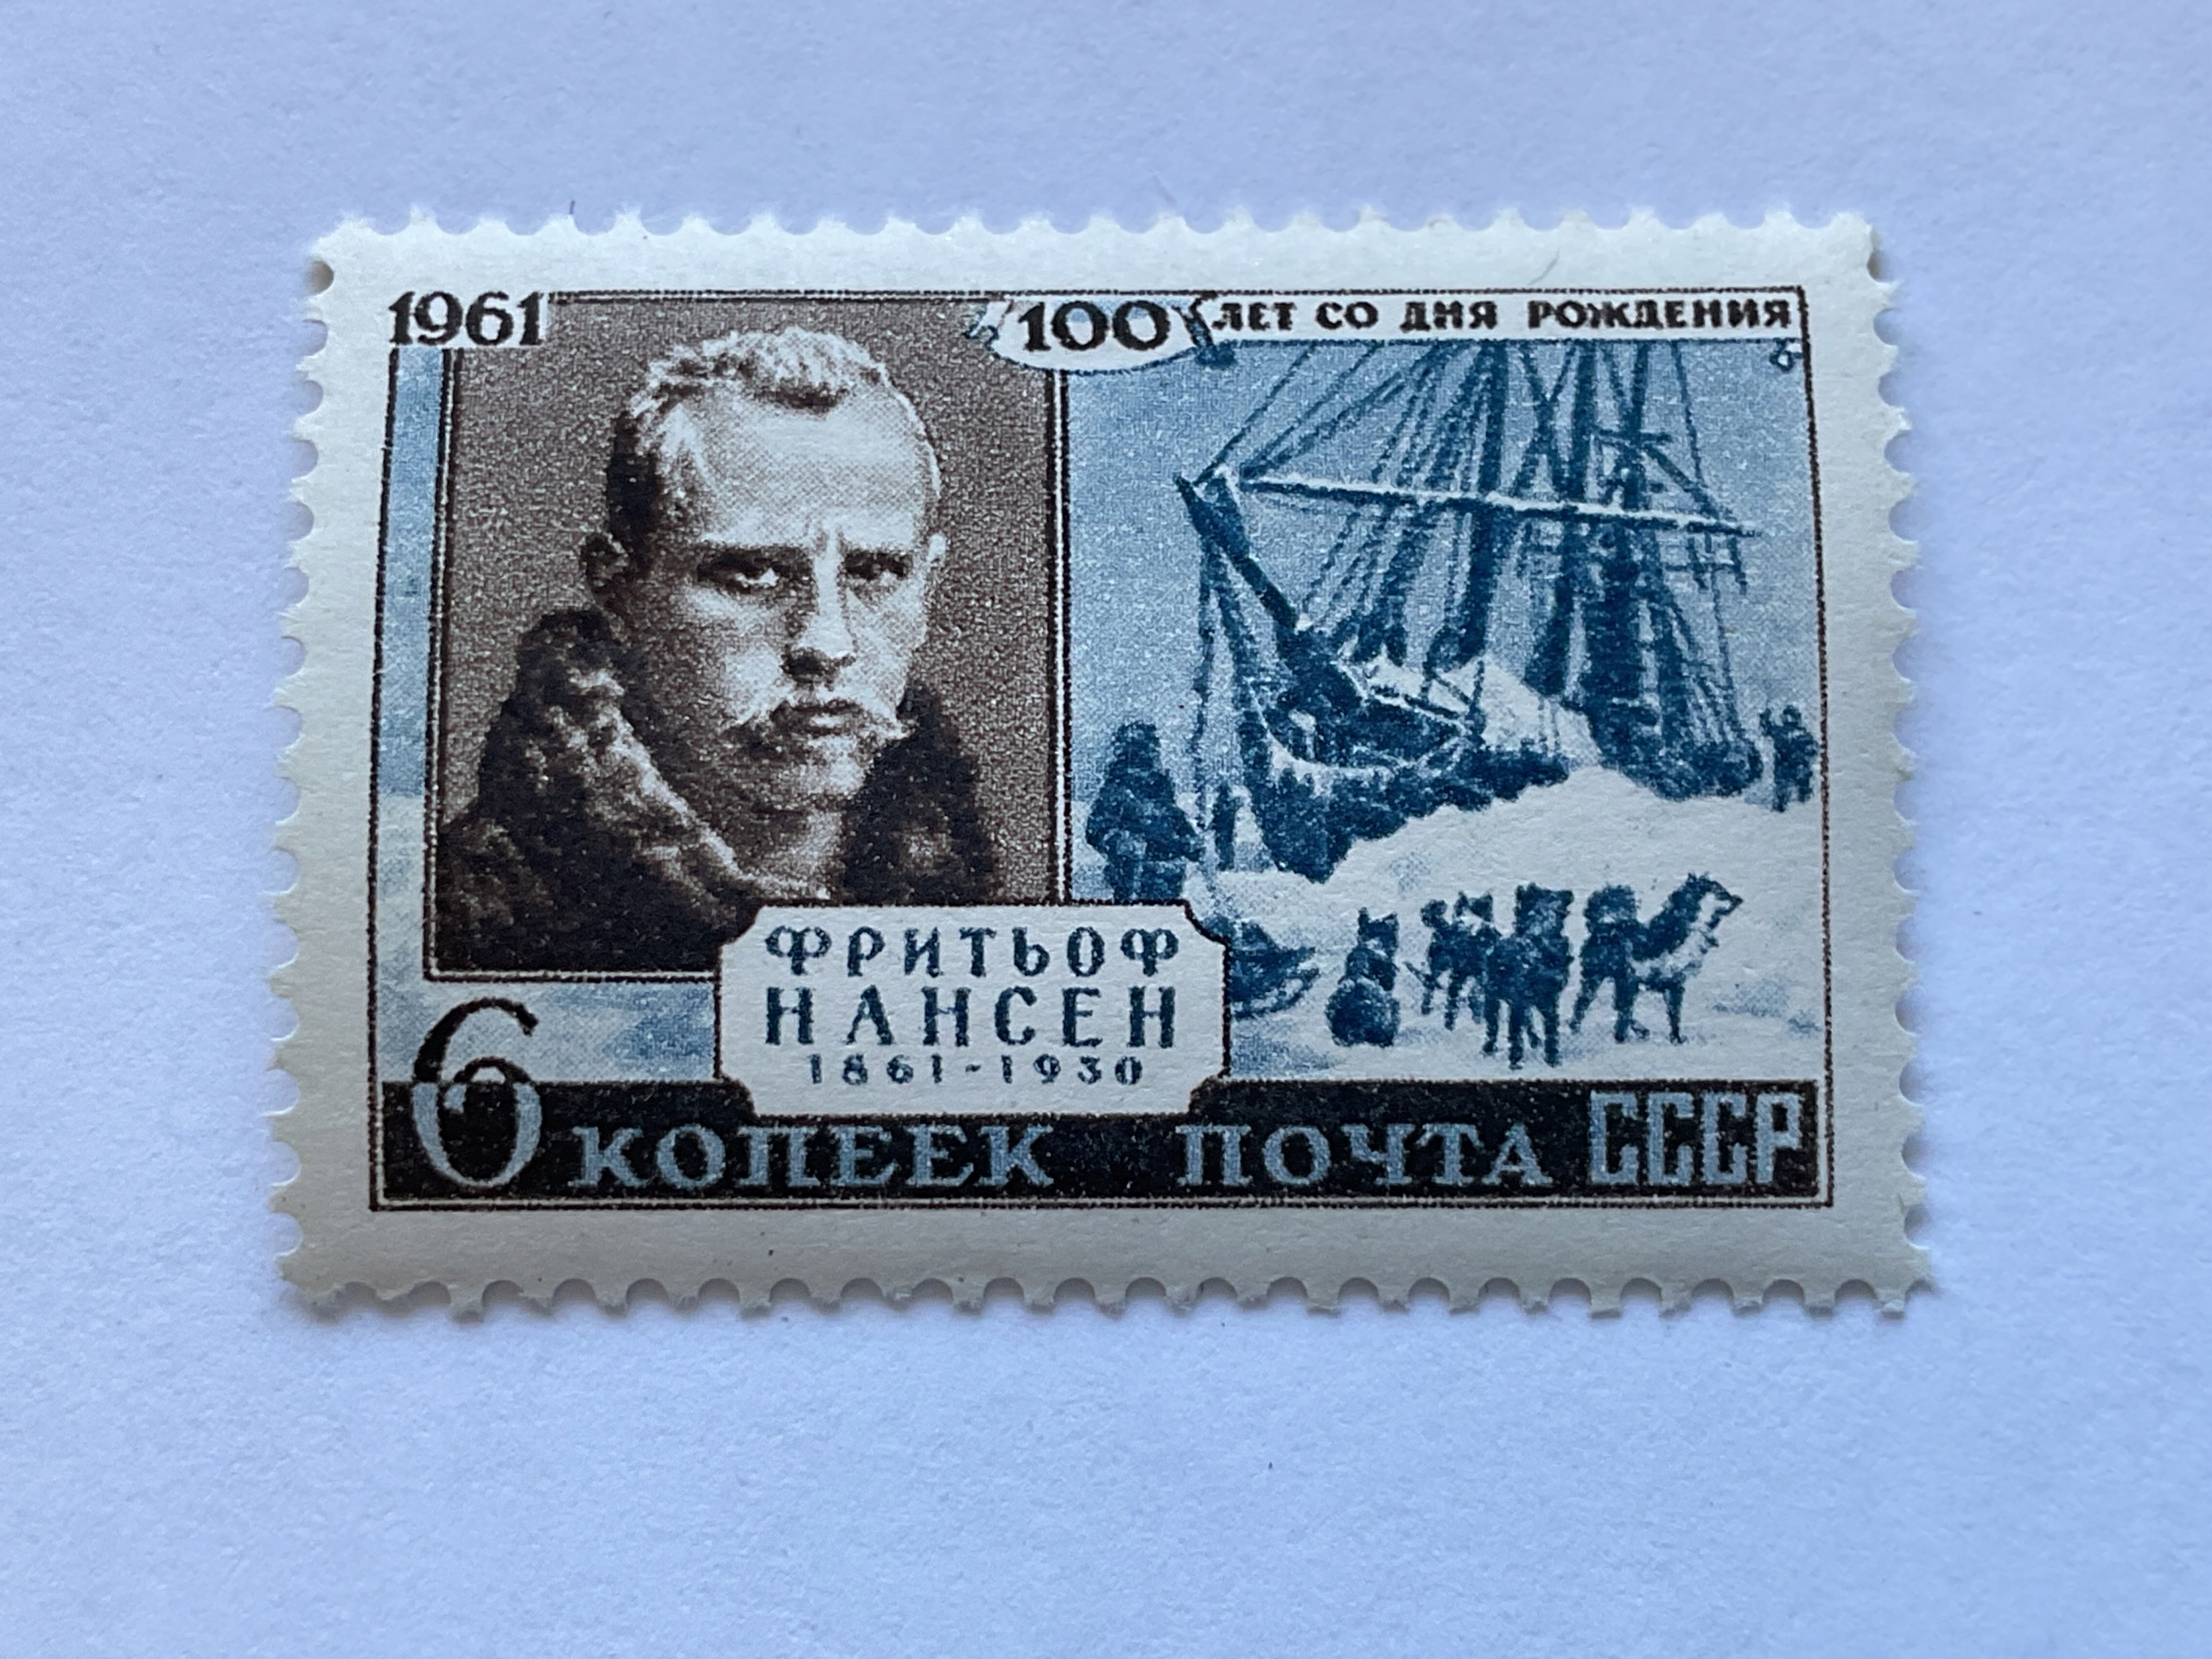 1961
100 ЛЕТ СО ДНЯ РОЖДЕНИЯ
ФРИТЬОФ
НАНСЕН
1861-1930
6 КОПЕЕК ПОЧТА СССР